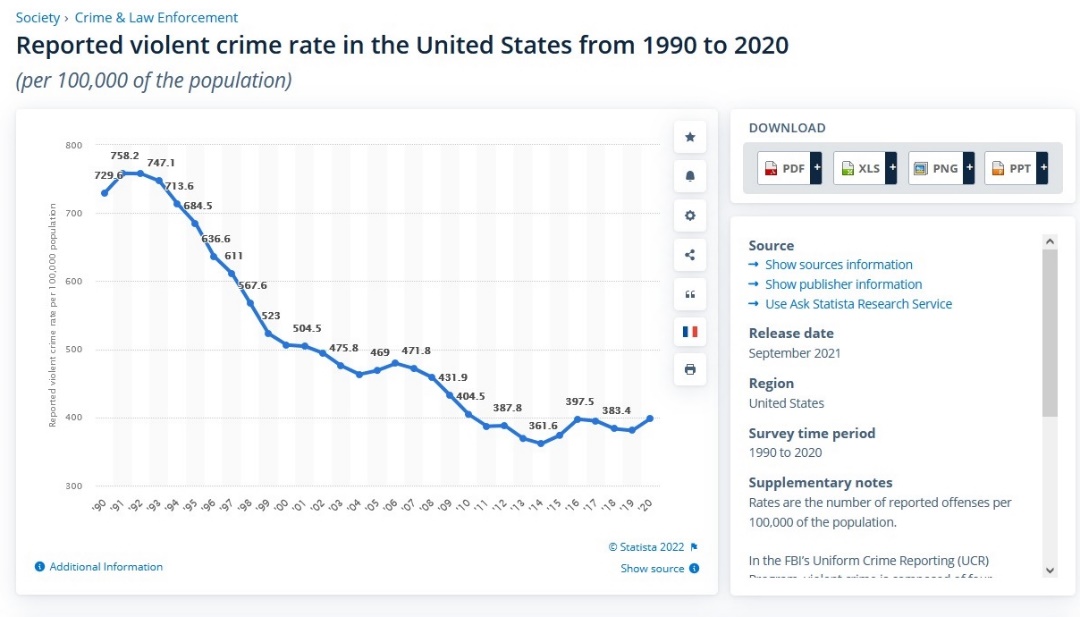 Society › Crime & Law Enforcement
Reported violent crime rate in the United States from 1990 to 2020
(per 100,000 of the population)
Reported violent crime rate per 100,000 population
800
700
600
500
400
300
729.6
758.2
747.1
713.6
684.5
636.6
611
567.6
523
504.5
475.8
469
471.8
431.9
404.5
387.8
361.6
397.5
383.4
'90 '91 '92 '93 '94 '95 '96 '97 '98 '99 '00 '01 '02 '03 '04 '05 '06 '07 '08 '09 '10 '11 '12 '13 '14 '15 '16 '17 '18 '19 '20
© Statista 2022
Additional Information
Show source
DOWNLOAD
PDF + XLS + PNG + PPT +
Source
→ Show sources information
→ Show publisher information
→ Use Ask Statista Research Service
Release date
September 2021
Region
United States
Survey time period
1990 to 2020
Supplementary notes
Rates are the number of reported offenses per
100,000 of the population.
In the FBI's Uniform Crime Reporting (UCR)
Program, violent crime is composed of four